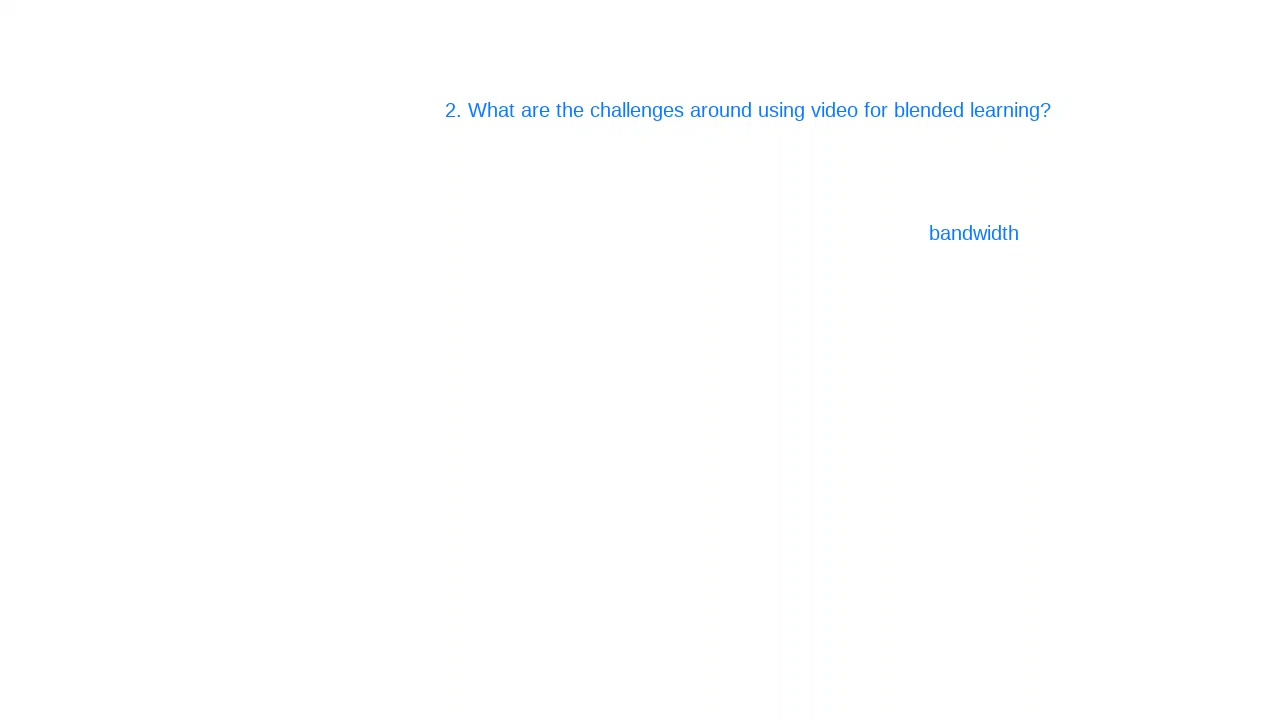 2. What are the challenges around using video for blended learning?
bandwidth